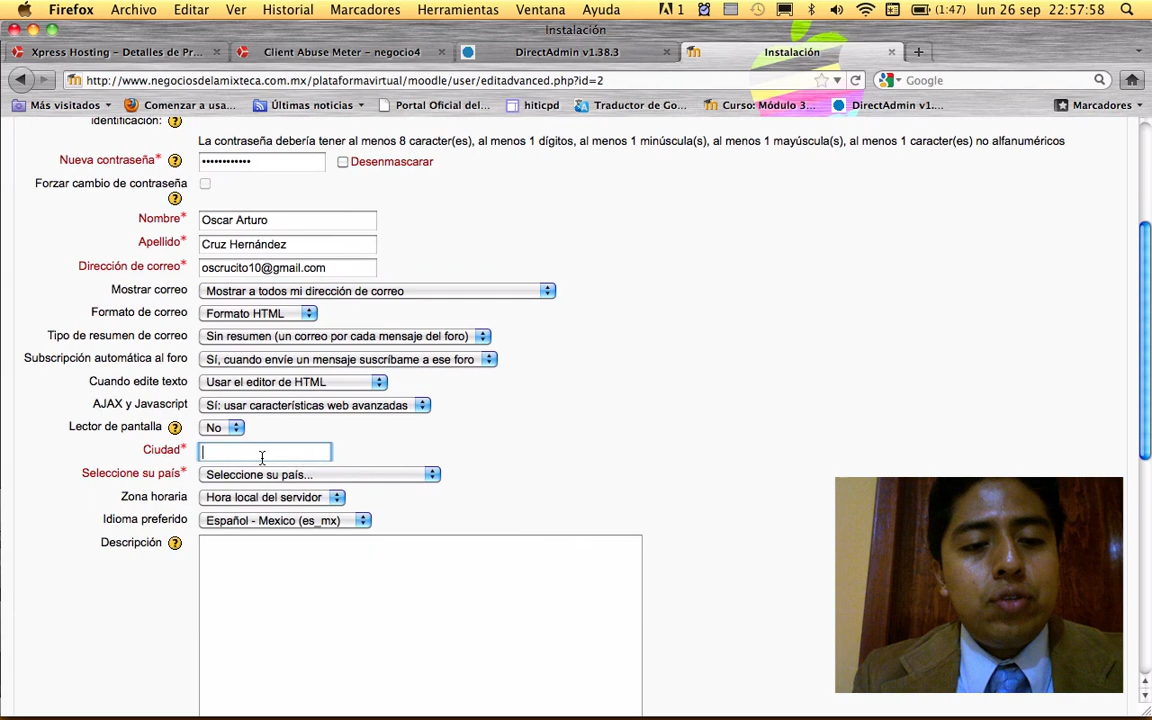 Firefox Archivo Editar Ver Historial Marcadores Herramientas Ventana Ayuda 1 (1:47) lun 26 sep 22:57:58
Instalación
Xpress Hosting - Detalles de Pr... Client Abuse Meter - negocio4 DirectAdmin v1.38.3 Instalación
http://www.negociosdelamixteca.com.mx/plataformavirtual/moodle/user/editadvanced.php?id=2 Google
Más visitados Comenzar a usa... Últimas noticias Portal Oficial del... hiticpd Traductor de Go... Curso: Módulo 3... DirectAdmin v1.... Marcadores
identificación:
La contraseña debería tener al menos 8 caracter(es), al menos 1 dígitos, al menos 1 minúscula(s), al menos 1 mayúscula(s), al menos 1 caracter(es) no alfanuméricos
Nueva contraseña* •••••••••••• Desenmascarar
Forzar cambio de contraseña
Nombre* Oscar Arturo
Apellido* Cruz Hernández
Dirección de correo* oscrucito10@gmail.com
Mostrar correo Mostrar a todos mi dirección de correo
Formato de correo Formato HTML
Tipo de resumen de correo Sin resumen (un correo por cada mensaje del foro)
Subscripción automática al foro Sí, cuando envíe un mensaje suscríbame a ese foro
Cuando edite texto Usar el editor de HTML
AJAX y Javascript Sí: usar características web avanzadas
Lector de pantalla No
Ciudad*
Seleccione su país* Seleccione su país...
Zona horaria Hora local del servidor
Idioma preferido Español - Mexico (es_mx)
Descripción